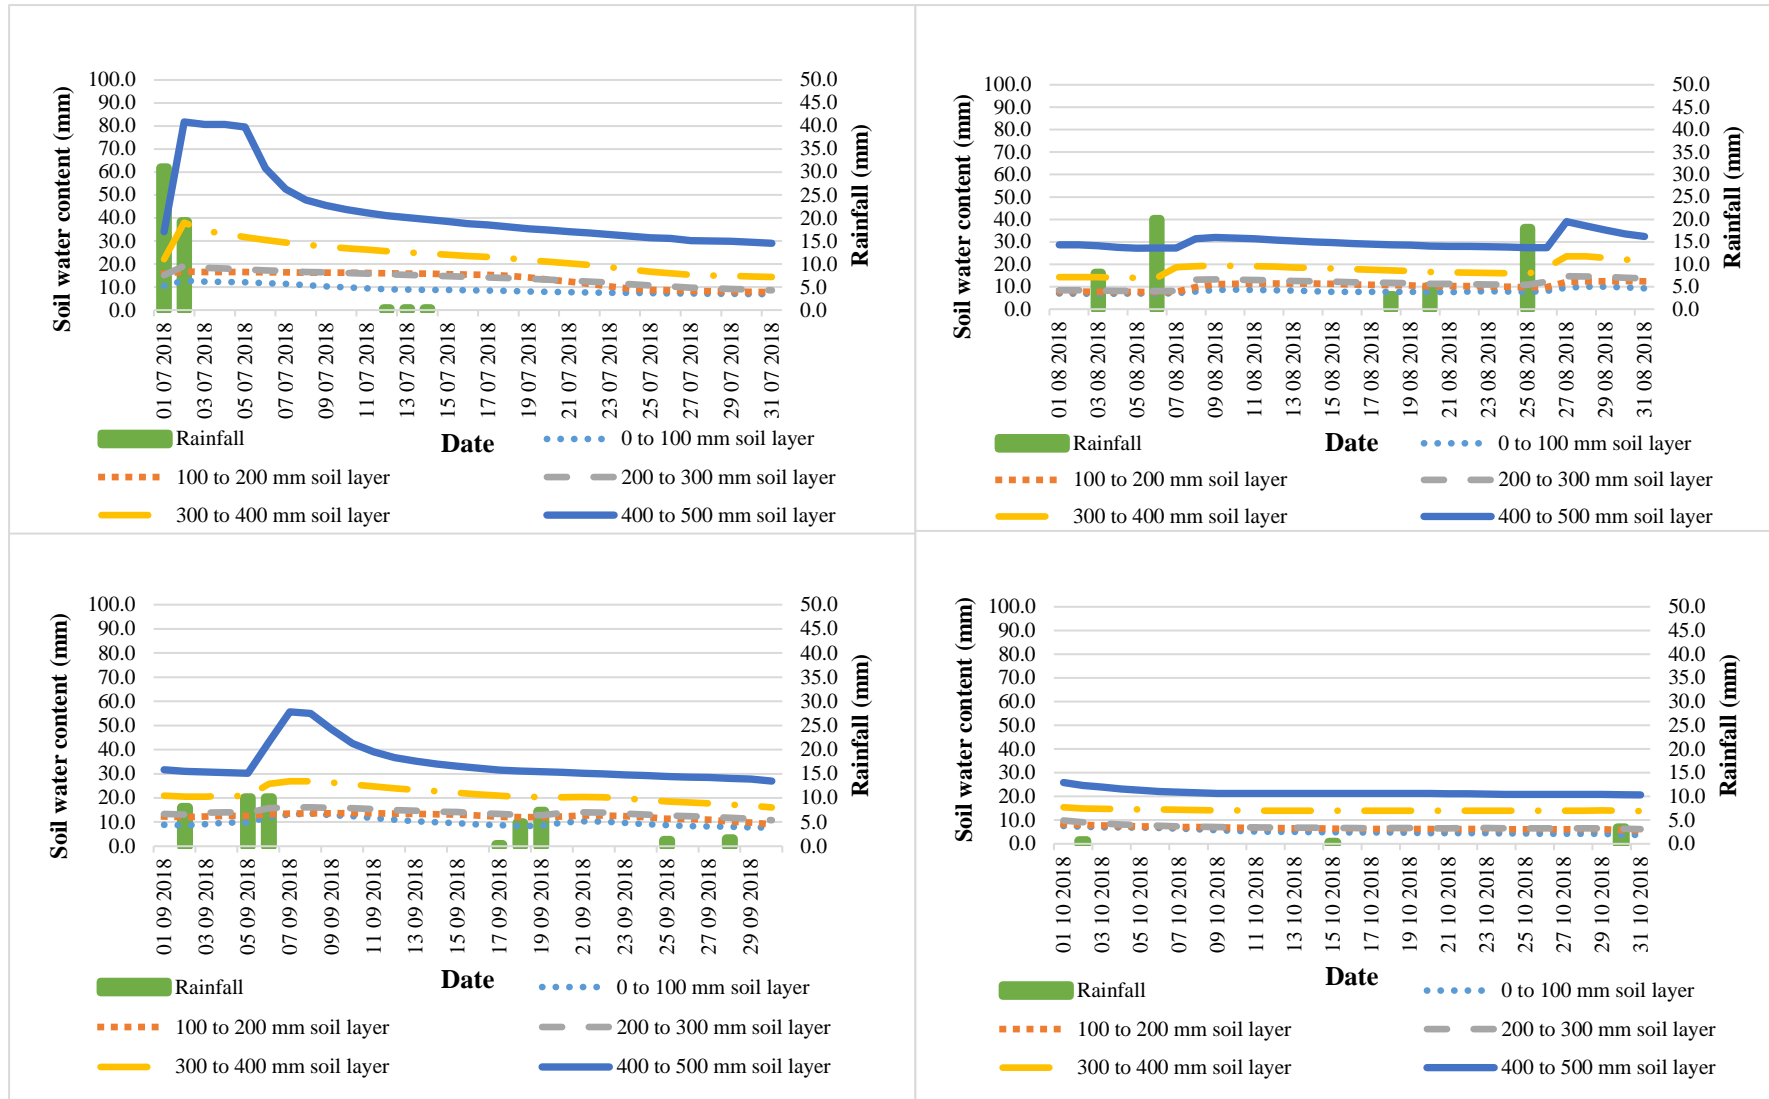 Soil water content (mm)
100.0
90.0
80.0
70.0
60.0
50.0
40.0
30.0
20.0
10.0
0.0
50.0
45.0
40.0
35.0
30.0
25.0
20.0
15.0
10.0
5.0
0.0
Rainfall (mm)
01 07 2018
03 07 2018
05 07 2018
07 07 2018
09 07 2018
11 07 2018
13 07 2018
15 07 2018
17 07 2018
19 07 2018
21 07 2018
23 07 2018
25 07 2018
27 07 2018
29 07 2018
31 07 2018
Date
Rainfall
0 to 100 mm soil layer
100 to 200 mm soil layer
200 to 300 mm soil layer
300 to 400 mm soil layer
400 to 500 mm soil layer
Soil water content (mm)
100.0
90.0
80.0
70.0
60.0
50.0
40.0
30.0
20.0
10.0
0.0
50.0
45.0
40.0
35.0
30.0
25.0
20.0
15.0
10.0
5.0
0.0
Rainfall (mm)
01 08 2018
03 08 2018
05 08 2018
07 08 2018
09 08 2018
11 08 2018
13 08 2018
15 08 2018
17 08 2018
19 08 2018
21 08 2018
23 08 2018
25 08 2018
27 08 2018
29 08 2018
31 08 2018
Date
Rainfall
0 to 100 mm soil layer
100 to 200 mm soil layer
200 to 300 mm soil layer
300 to 400 mm soil layer
400 to 500 mm soil layer
Soil water content (mm)
100.0
90.0
80.0
70.0
60.0
50.0
40.0
30.0
20.0
10.0
0.0
50.0
45.0
40.0
35.0
30.0
25.0
20.0
15.0
10.0
5.0
0.0
Rainfall (mm)
01 09 2018
03 09 2018
05 09 2018
07 09 2018
09 09 2018
11 09 2018
13 09 2018
15 09 2018
17 09 2018
19 09 2018
21 09 2018
23 09 2018
25 09 2018
27 09 2018
29 09 2018
Date
Rainfall
0 to 100 mm soil layer
100 to 200 mm soil layer
200 to 300 mm soil layer
300 to 400 mm soil layer
400 to 500 mm soil layer
Soil water content (mm)
100.0
90.0
80.0
70.0
60.0
50.0
40.0
30.0
20.0
10.0
0.0
50.0
45.0
40.0
35.0
30.0
25.0
20.0
15.0
10.0
5.0
0.0
Rainfall (mm)
01 10 2018
03 10 2018
05 10 2018
07 10 2018
09 10 2018
11 10 2018
13 10 2018
15 10 2018
17 10 2018
19 10 2018
21 10 2018
23 10 2018
25 10 2018
27 10 2018
29 10 2018
31 10 2018
Date
Rainfall
0 to 100 mm soil layer
100 to 200 mm soil layer
200 to 300 mm soil layer
300 to 400 mm soil layer
400 to 500 mm soil layer